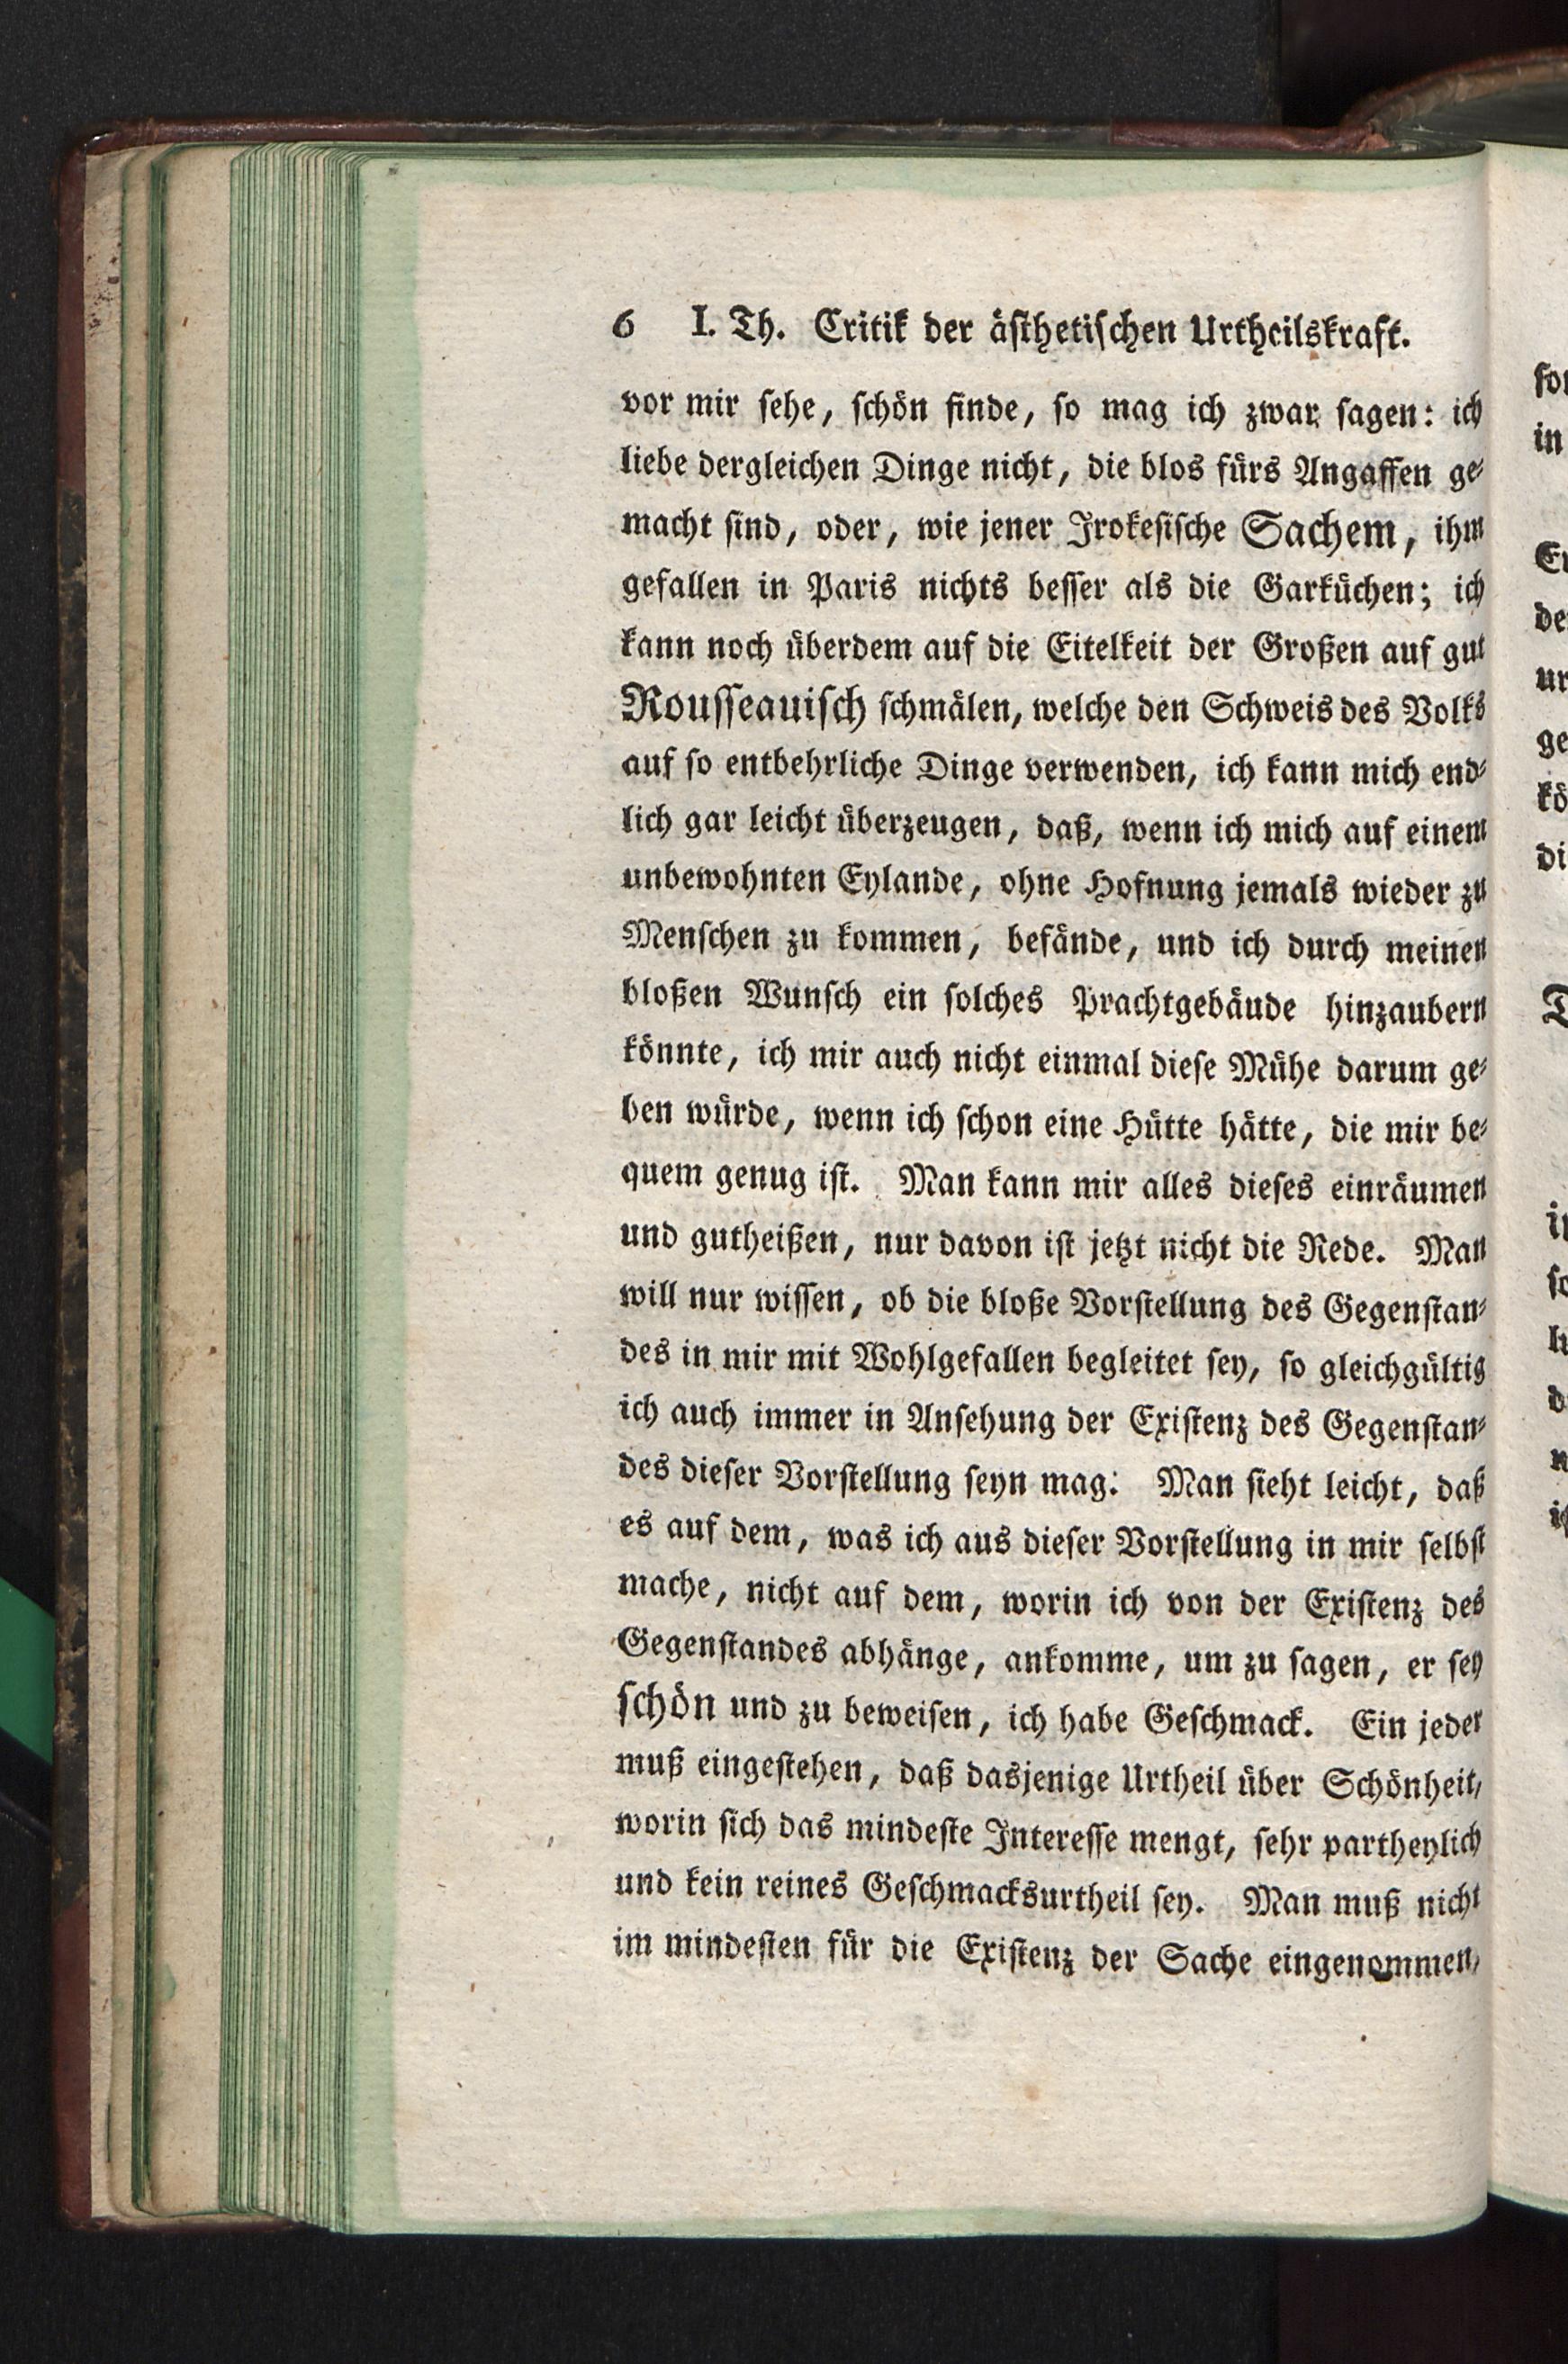 6 I. Th. Critik der ästhetischen Urtheilskraft.
vor mir sehe, schön finde, so mag ich zwar sagen: ich
liebe dergleichen Dinge nicht, die blos fürs Angaffen ge-
macht sind, oder, wie jener Irokesische Sachem, ihm
gefallen in Paris nichts besser als die Garküchen; ich
kann noch überdem auf die Eitelkeit der Großen auf gut
Rousseauisch schmälen, welche den Schweis des Volks
auf so entbehrliche Dinge verwenden, ich kann mich end-
lich gar leicht überzeugen, daß, wenn ich mich auf einem
unbewohnten Eylande, ohne Hofnung jemals wieder zu
Menschen zu kommen, befände, und ich durch meinen
bloßen Wunsch ein solches Prachtgebäude hinzaubern
könnte, ich mir auch nicht einmal diese Mühe darum ge-
ben würde, wenn ich schon eine Hütte hätte, die mir be-
quem genug ist. Man kann mir alles dieses einräumen
und gutheißen, nur davon ist jetzt nicht die Rede. Man
will nur wissen, ob die bloße Vorstellung des Gegenstan-
des in mir mit Wohlgefallen begleitet sey, so gleichgültig
ich auch immer in Ansehung der Existenz des Gegenstan-
des dieser Vorstellung seyn mag: Man sieht leicht, daß
es auf dem, was ich aus dieser Vorstellung in mir selbst
mache, nicht auf dem, worin ich von der Existenz des
Gegenstandes abhänge, ankomme, um zu sagen, er sey
schön und zu beweisen, ich habe Geschmack. Ein jeder
muß eingestehen, daß dasjenige Urtheil über Schönheit,
worin sich das mindeste Interesse mengt, sehr partheylich
und kein reines Geschmacksurtheil sey. Man muß nicht
im mindesten für die Existenz der Sache eingenommen,